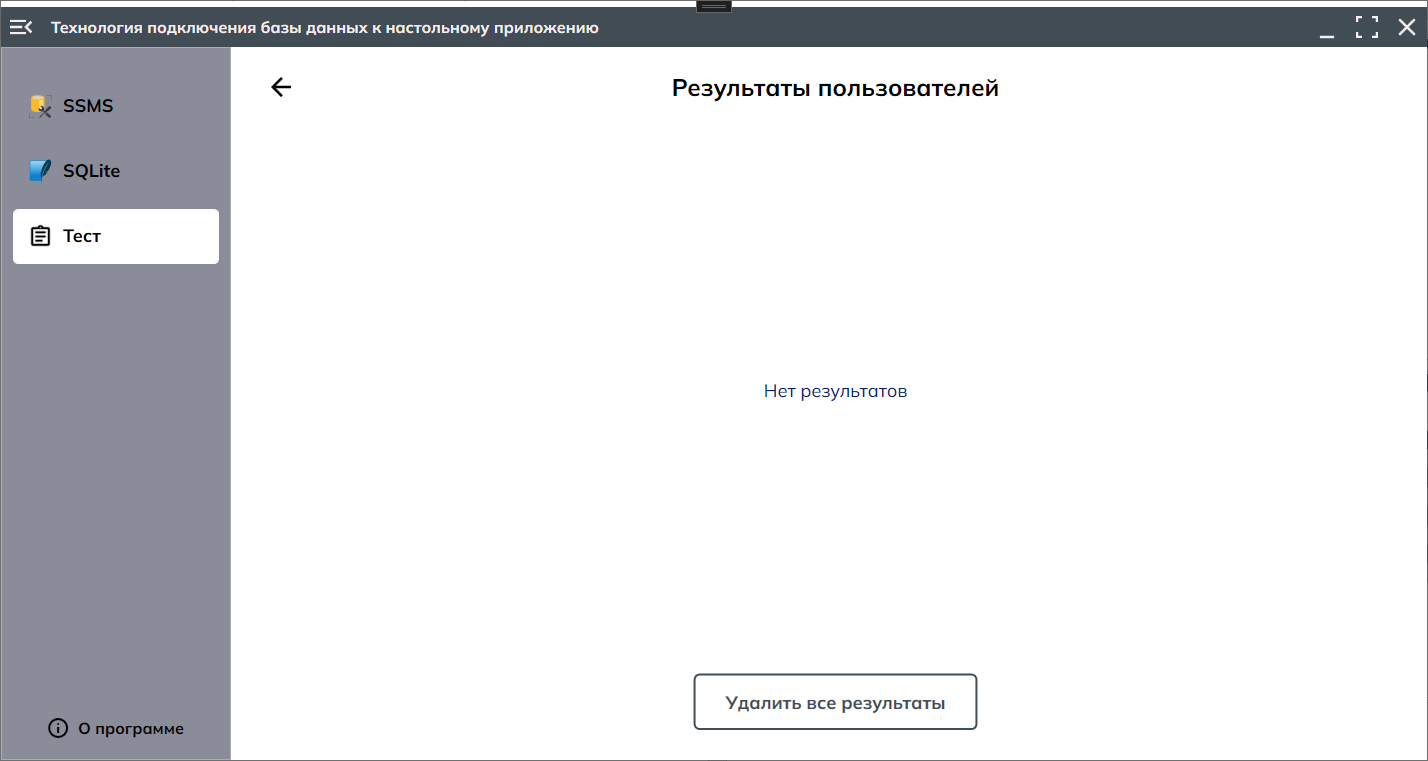 Технология подключения базы данных к настольному приложению
SSMS
SQLite
Тест
О программе
Результаты пользователей
Нет результатов
Удалить все результаты